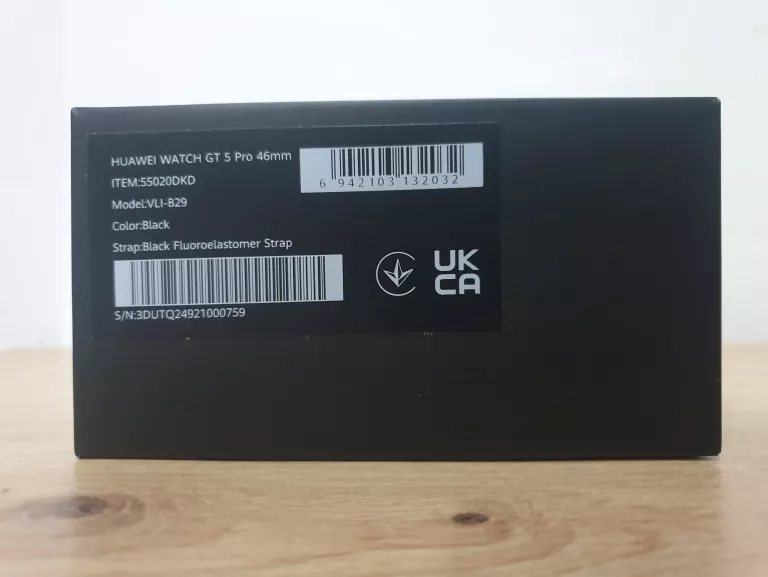 HUAWEI WATCH GT 5 Pro 46mm
ITEM:55020DKD
Model:VLI-B29
Color:Black
Strap:Black Fluoroelastomer Strap
S/N:3DUTQ24921000759
6 942103 132032
UK
CA